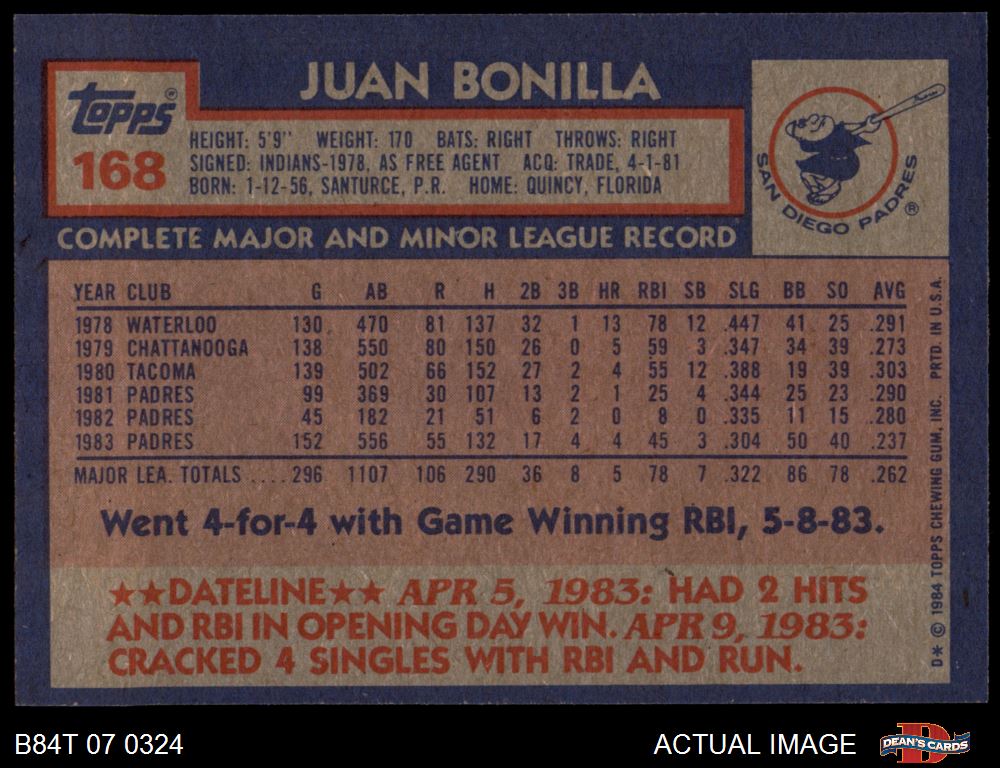 JUAN BONILLA
TOPPS®
168
HEIGHT: 5'9" WEIGHT: 170 BATS: RIGHT THROWS: RIGHT
SIGNED: INDIANS-1978, AS FREE AGENT ACQ: TRADE, 4-1-81
BORN: 1-12-56, SANTURCE, P.R. HOME: QUINCY, FLORIDA
Padres
SAN DIEGO PADRES®
COMPLETE MAJOR AND MINOR LEAGUE RECORD
YEAR CLUB G AB R H 2B 3B HR RBI SB SLG BB SO AVG
1978 WATERLOO 130 470 81 137 32 1 13 78 12 .447 41 25 .291
1979 CHATTANOOGA 138 550 80 150 26 0 5 59 3 .347 34 39 .273
1980 TACOMA 139 502 66 152 27 2 4 55 12 .388 19 39 .303
1981 PADRES 99 369 30 107 13 2 1 25 4 .344 25 23 .290
1982 PADRES 45 182 21 51 6 2 0 8 0 .335 11 15 .280
1983 PADRES 152 556 55 132 17 4 4 45 3 .304 50 40 .237
MAJOR LEA. TOTALS ....296 1107 106 290 36 8 5 78 7 .322 86 78 .262
Went 4-for-4 with Game Winning RBI, 5-8-83.
★★DATELINE★★ APR 5, 1983: HAD 2 HITS
AND RBI IN OPENING DAY WIN. APR 9, 1983:
CRACKED 4 SINGLES WITH RBI AND RUN.
D* © 1984 TOPPS CHEWING GUM, INC. PRTD. IN U.S.A.
B84T 07 0324
ACTUAL IMAGE
DEAN'S CARDS